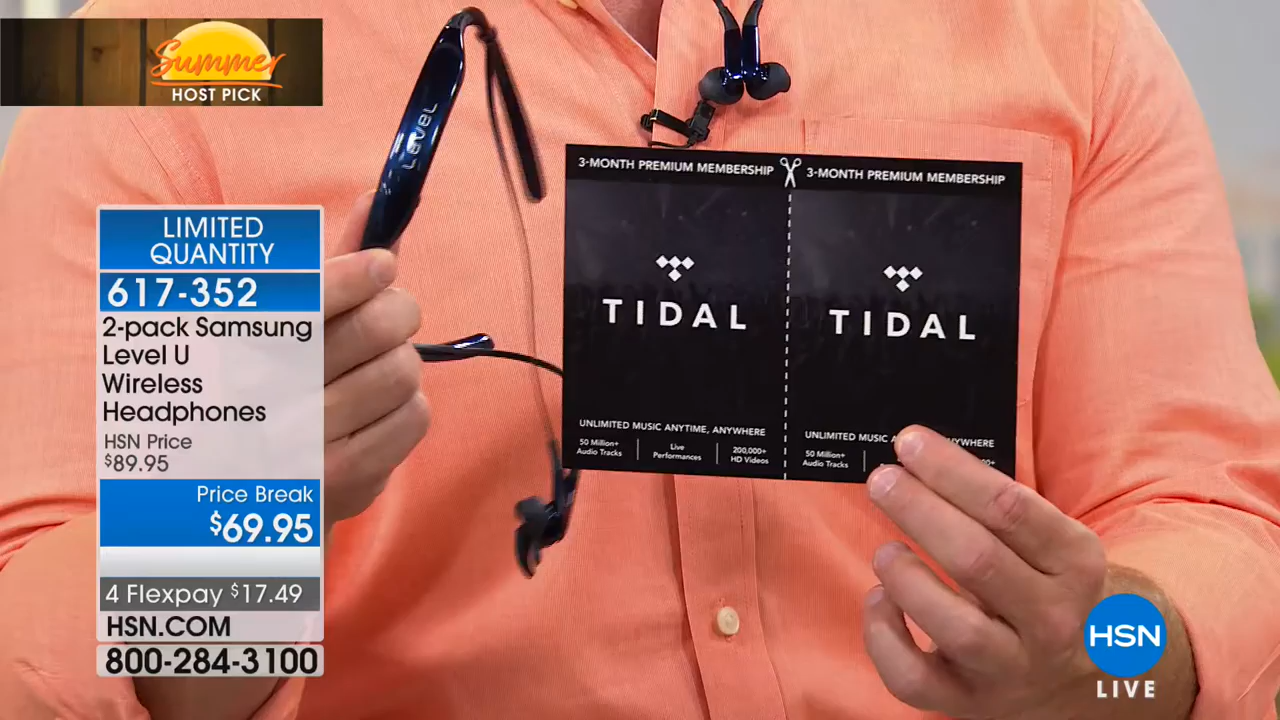 Summer
HOST PICK
LIMITED
QUANTITY
617-352
2-pack Samsung
Level U
Wireless
Headphones
HSN Price
$89.95
Price Break
$69.95
4 Flexpay $17.49
HSN.COM
800-284-3100
LEVEL
3-MONTH PREMIUM MEMBERSHIP
TIDAL
UNLIMITED MUSIC ANYTIME, ANYWHERE
50 Million+
Audio Tracks
Live
Performances
200,000+
HD Videos
3-MONTH PREMIUM MEMBERSHIP
TIDAL
UNLIMITED MUSIC
YWHERE
50 Million+
Audio Tracks
HSN
LIVE